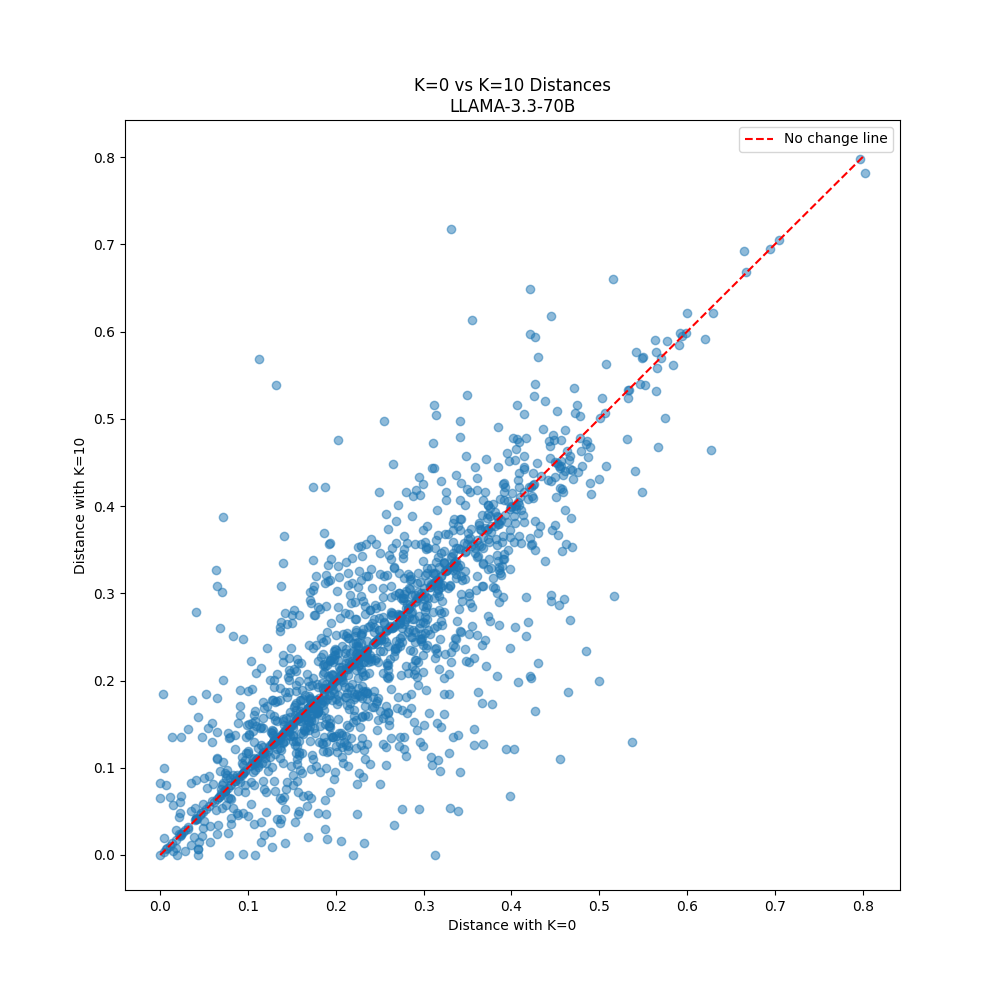 K=0 vs K=10 Distances
LLAMA-3.3-70B
No change line
Distance with K=10
0.8
0.7
0.6
0.5
0.4
0.3
0.2
0.1
0.0
0.0 0.1 0.2 0.3 0.4 0.5 0.6 0.7 0.8
Distance with K=0